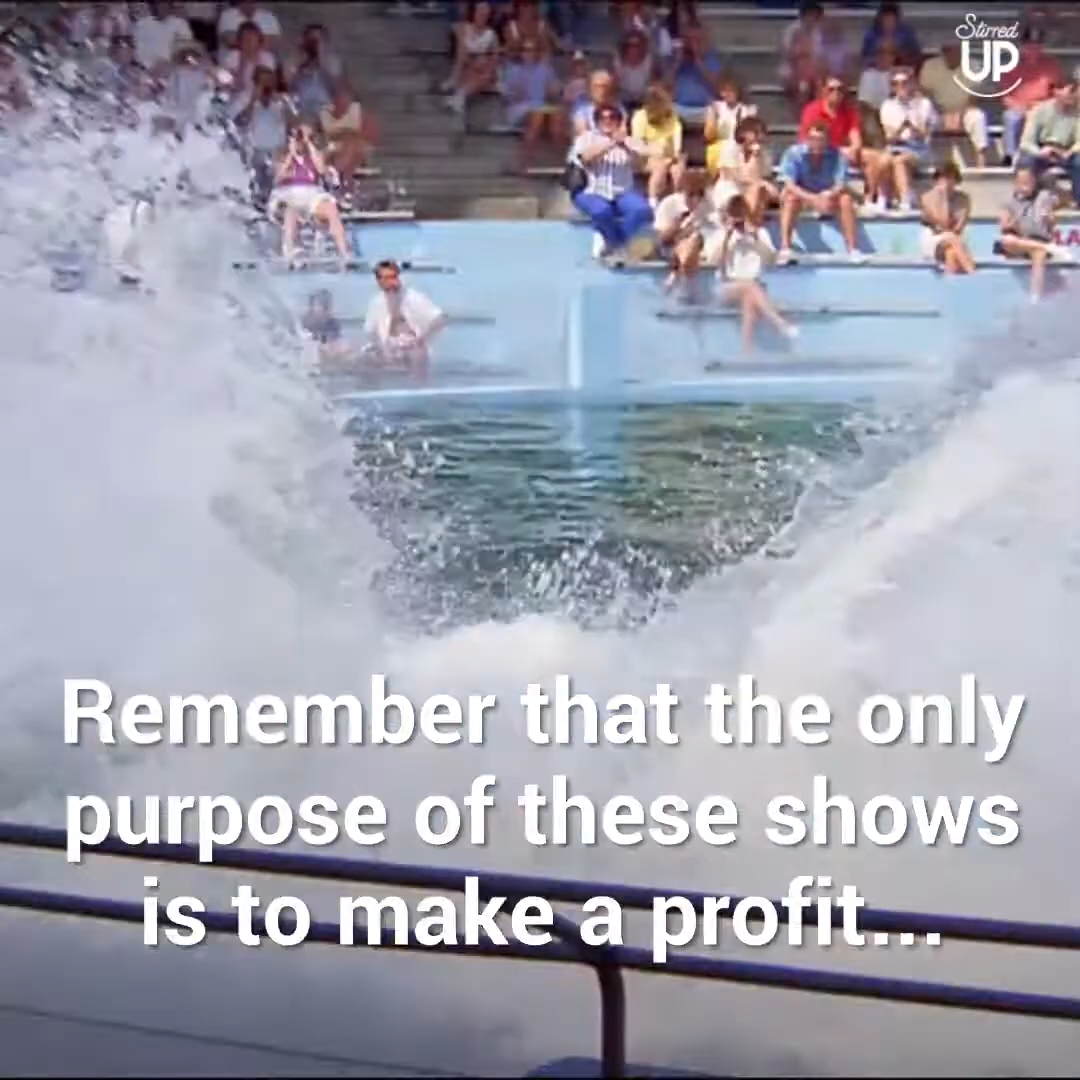 Stirred
UP
Remember that the only
purpose of these shows
is to make a profit...